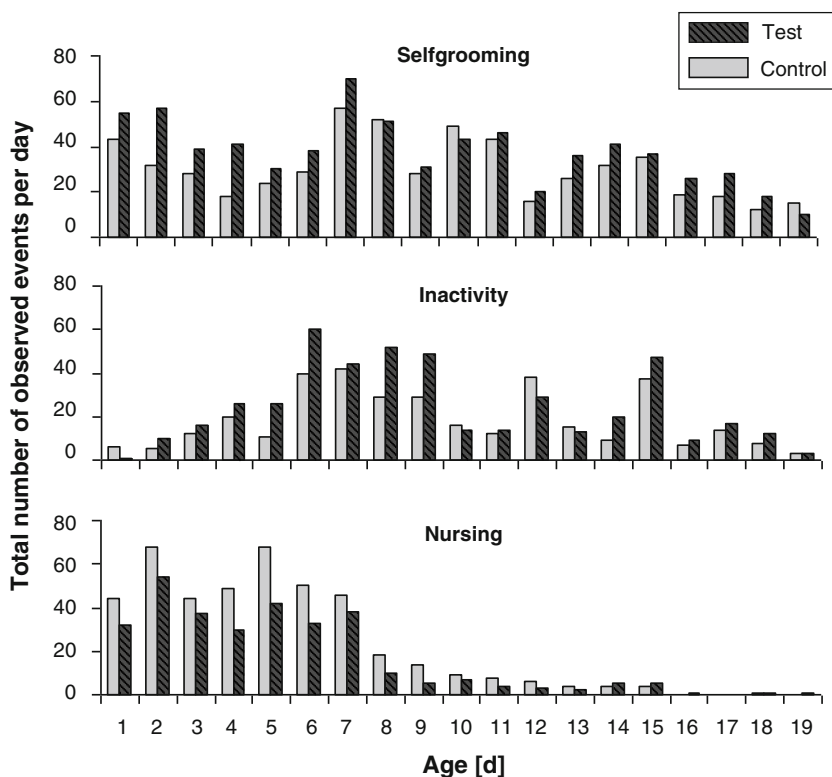 Test
Control
Selfgrooming
80
60
40
20
0
Inactivity
80
60
40
20
0
Nursing
80
60
40
20
0
1 2 3 4 5 6 7 8 9 10 11 12 13 14 15 16 17 18 19
Age [d]
Total number of observed events per day